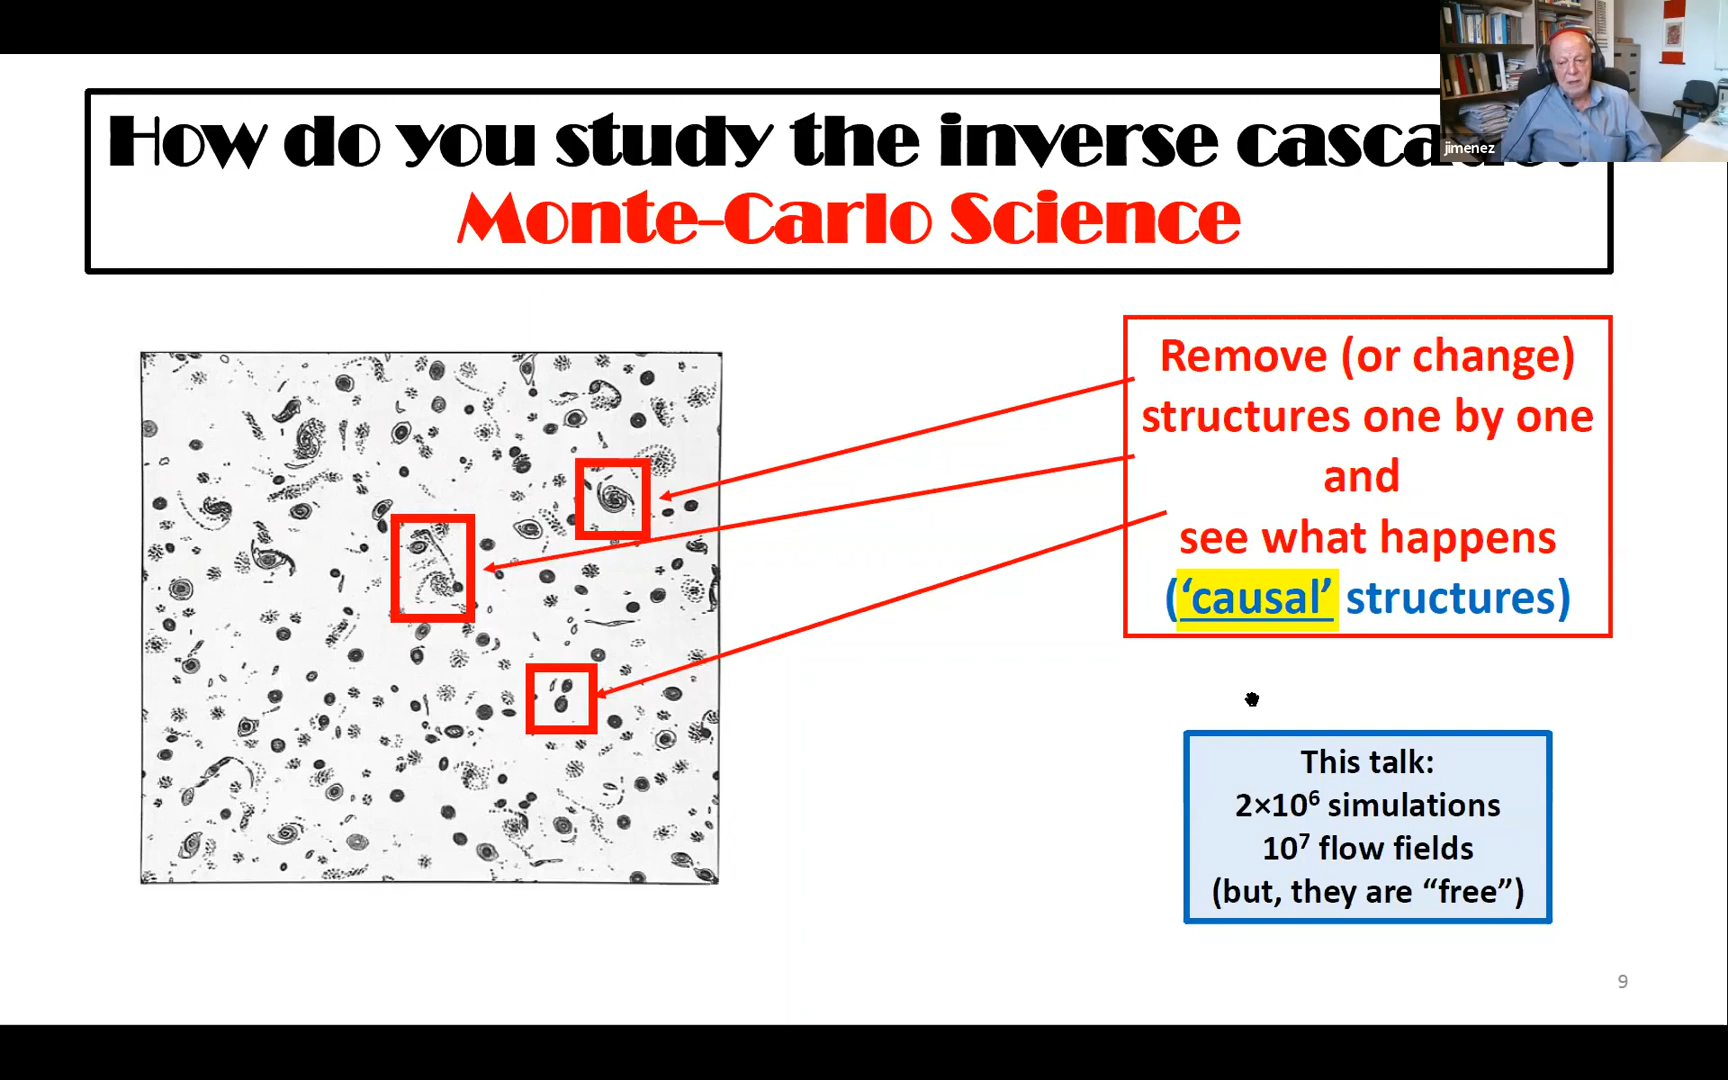 How do you study the inverse
Monte-Carlo Science
jimenez
Remove (or change)
structures one by one
and
see what happens
(‘causal’ structures)
This talk:
2×10⁶ simulations
10⁷ flow fields
(but, they are “free”)
9